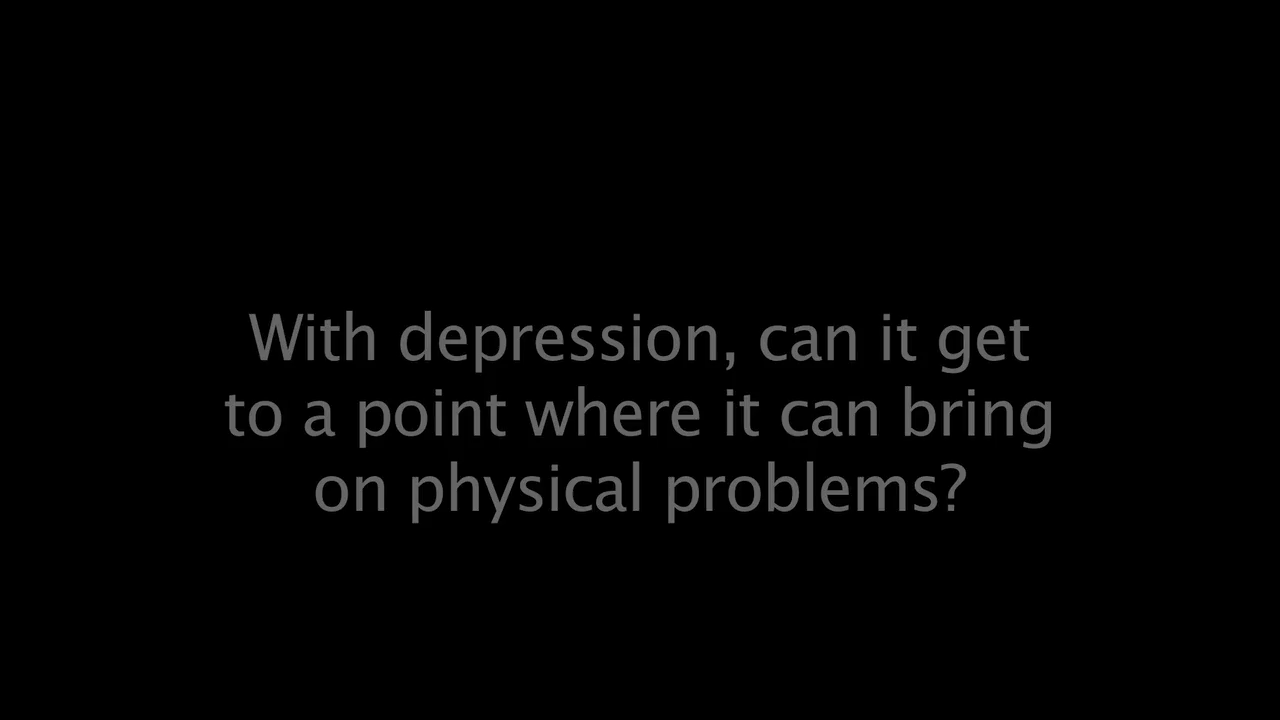 With depression, can it get
to a point where it can bring
on physical problems?